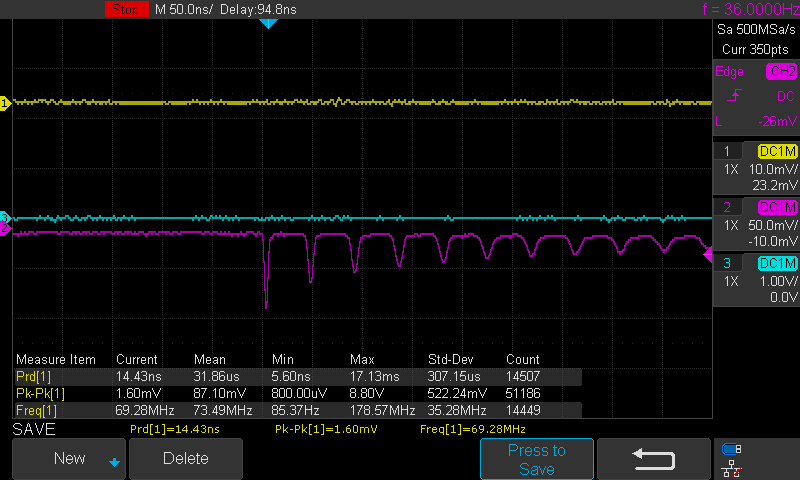 Stop M 50.0ns/ Delay:94.8ns f = 36.0000Hz
Sa 500MSa/s
Curr 350pts
Edge CH2
DC
L -26mV
1 DC1M
1X 10.0mV/
23.2mV
2 DC1M
1X 50.0mV/
-10.0mV
3 DC1M
1X 1.00V/
0.0V
1
3
2
Measure Item Current Mean Min Max Std-Dev Count
Prd[1] 14.43ns 31.86us 5.60ns 17.13ms 307.15us 14507
Pk-Pk[1] 1.60mV 87.10mV 800.00uV 8.80V 522.24mV 51186
Freq[1] 69.28MHz 73.49MHz 85.37Hz 178.57MHz 35.28MHz 14449
SAVE Prd[1]=14.43ns Pk-Pk[1]=1.60mV Freq[1]=69.28MHz
New Delete Press to
Save